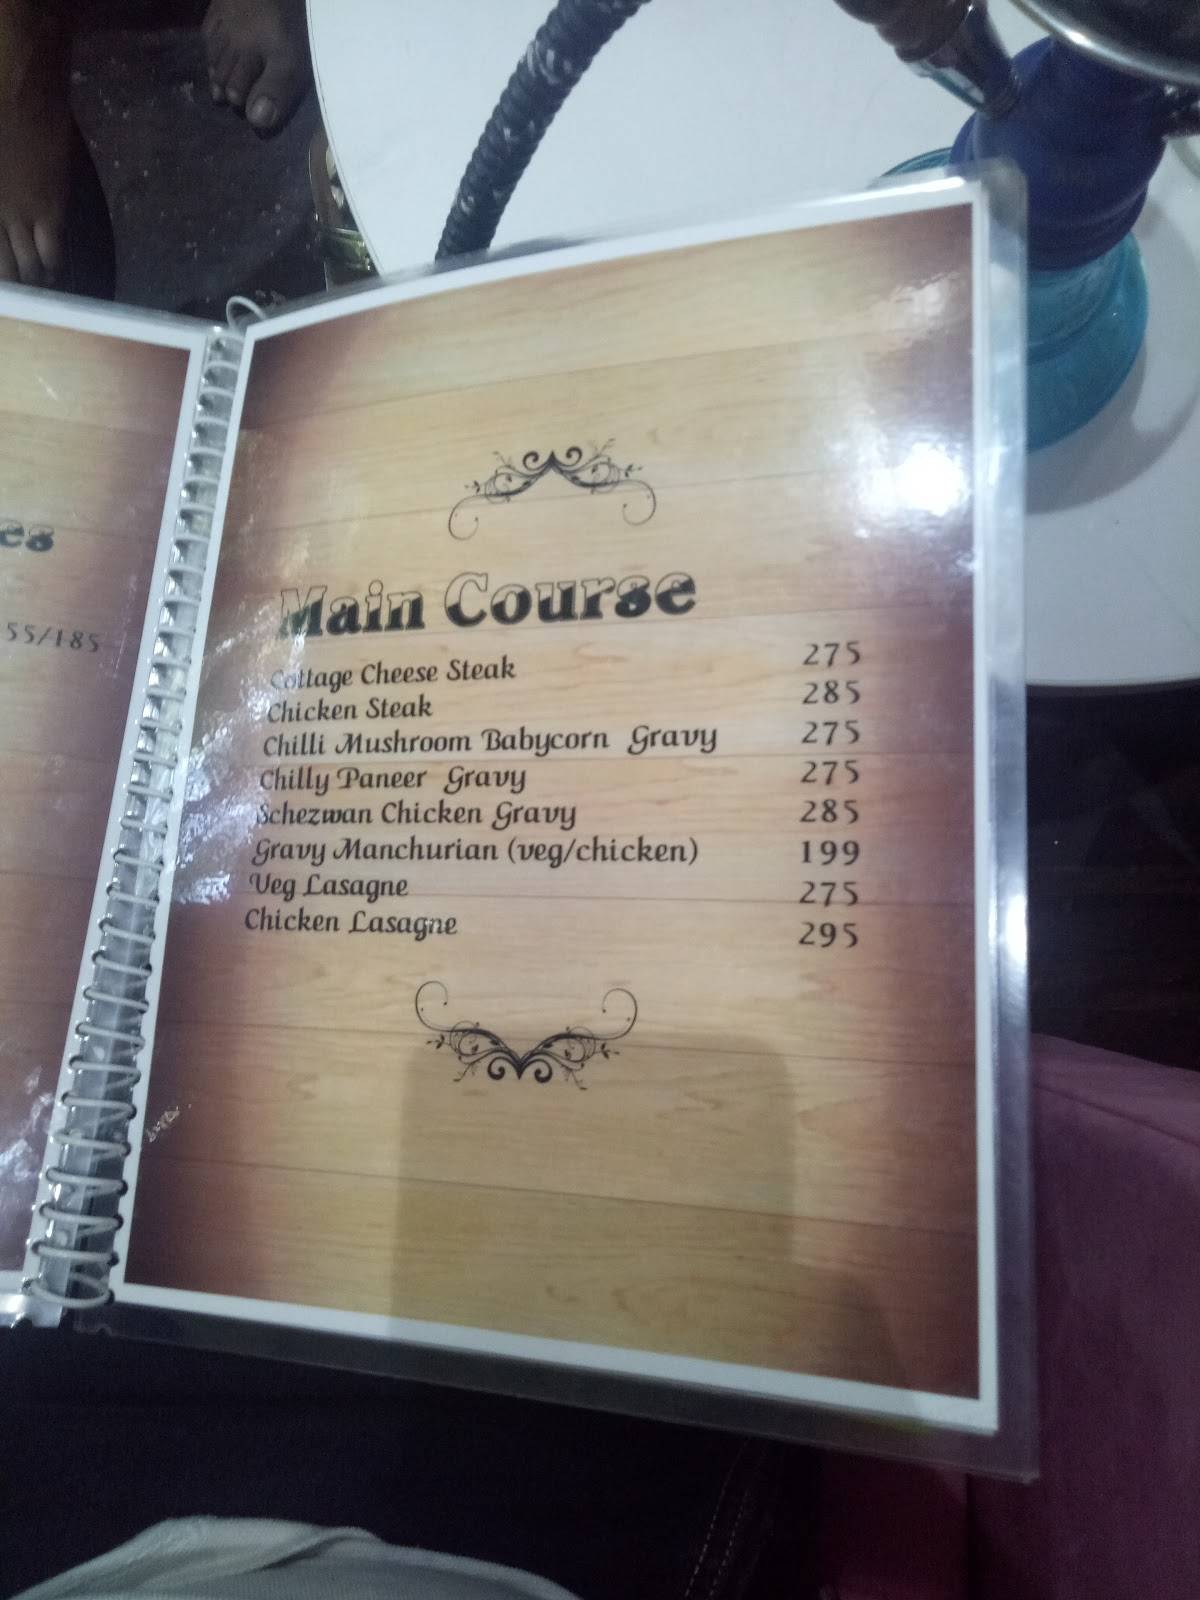 es
55/185
Main Course
Cottage Cheese Steak 275
Chicken Steak 285
Chilli Mushroom Babycorn Gravy 275
Chilly Paneer Gravy 275
Schezwan Chicken Gravy 285
Gravy Manchurian (veg/chicken) 199
Veg Lasagne 275
Chicken Lasagne 295